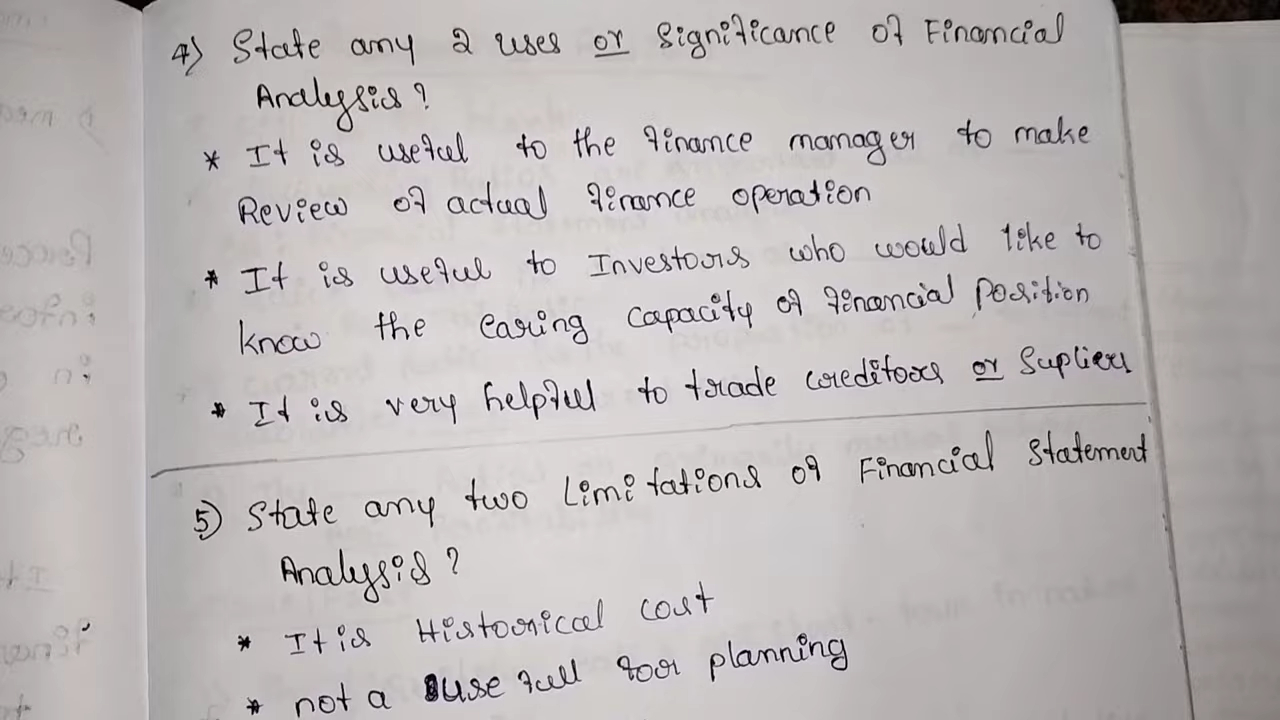 4) State any 2 uses or Significance of Financial
Analysis?
* It is useful to the finance manager to make
Review of actual finance operation
* It is useful to Investors who would like to
know the earing capacity of financial position
* It is very helpful to trade creditors or Supliers
5) State any two Limitations of Financial Statement
Analysis?
* It is Historical cost
* not a use full for planning